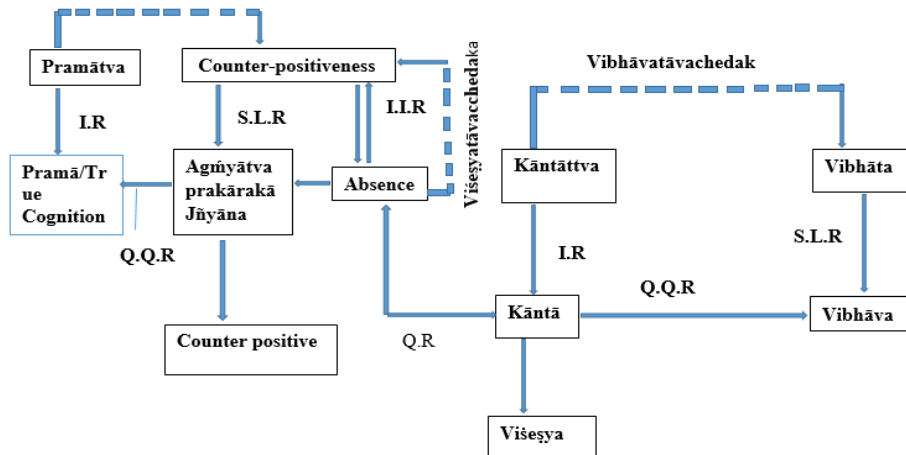 Pramātva
Counter-positiveness
Vibhāvatāvachedak
I.R
S.L.R
I.I.R
Viśeṣyatāvacchedaka
Kāntāttva
Vibhāta
Pramā/Tr
ue
Cognition
Agṁyātva
prakārakā
Jñyāna
Absence
Q.Q.R
I.R
S.L.R
Counter positive
Q.R
Kāntā
Q.Q.R
Vibhāva
Viśeṣya